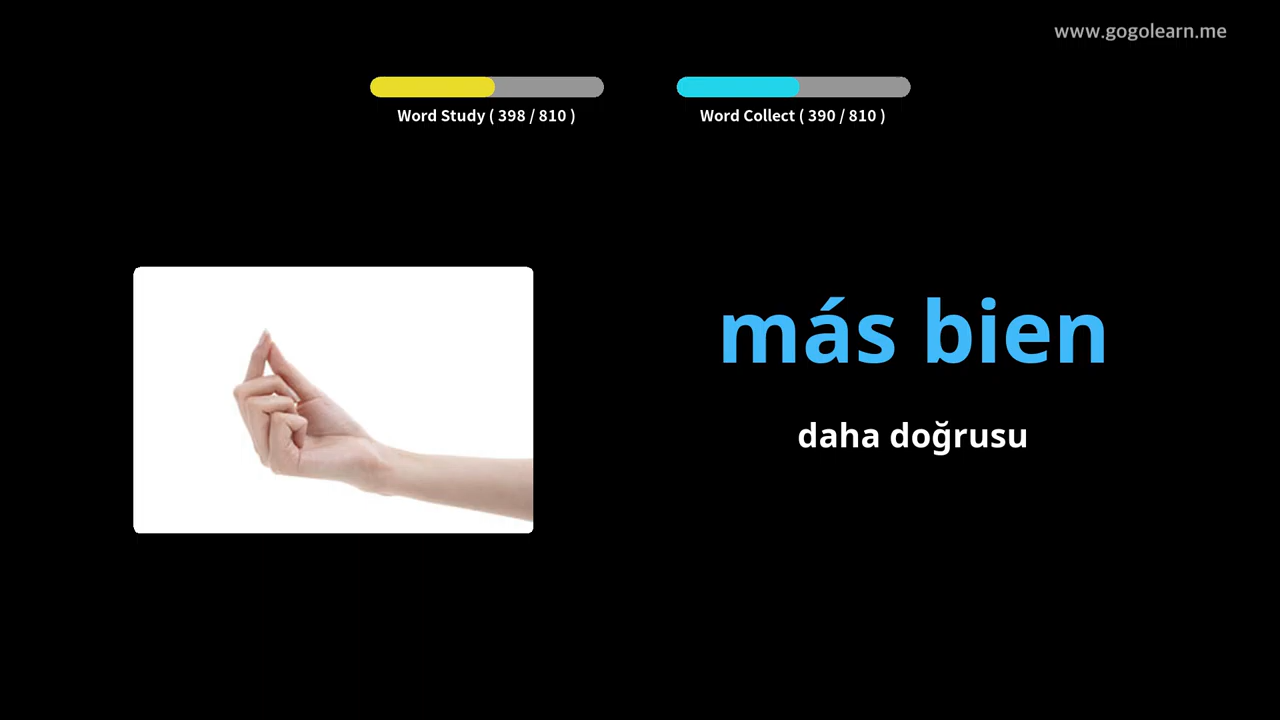 www.gogolearn.me
Word Study ( 398 / 810 )
Word Collect ( 390 / 810 )
más bien
daha doğrusu